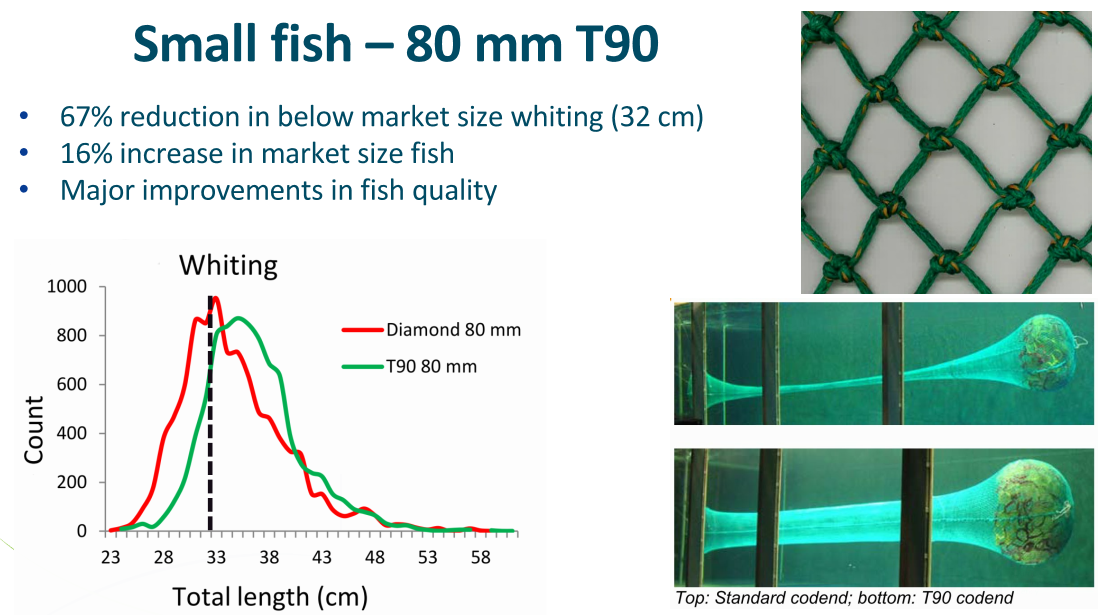 Small fish – 80 mm T90
• 67% reduction in below market size whiting (32 cm)
• 16% increase in market size fish
• Major improvements in fish quality
Whiting
1000
800
600
400
200
0
Count
Diamond 80 mm
T90 80 mm
23 28 33 38 43 48 53 58
Total length (cm)
Top: Standard codend; bottom: T90 codend